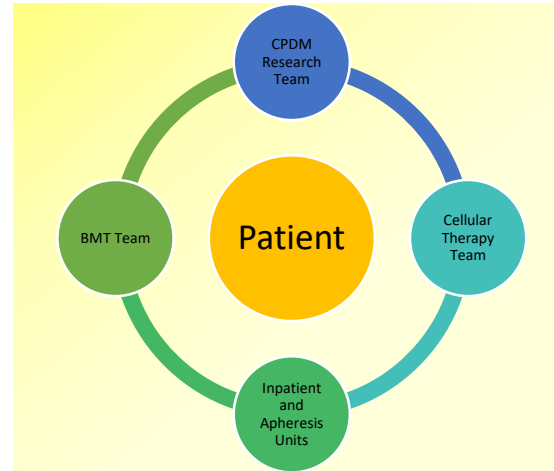 CPDM
Research
Team
BMT Team
Patient
Cellular
Therapy
Team
Inpatient
and
Apheresis
Units